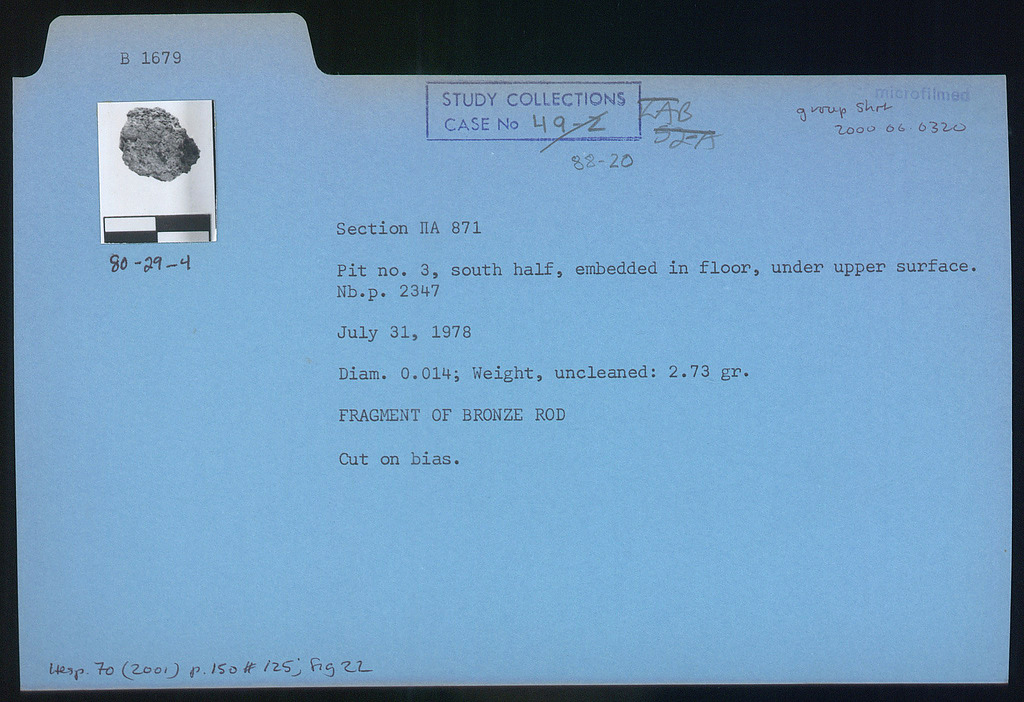 B 1679
STUDY COLLECTIONS
CASE No 49-2
LAB
52-A
88-20
microfilmed
group shot
2000.06.0320
80-29-4
Section ΠA 871
Pit no. 3, south half, embedded in floor, under upper surface.
Nb.p. 2347
July 31, 1978
Diam. 0.014; Weight, uncleaned: 2.73 gr.
FRAGMENT OF BRONZE ROD
Cut on bias.
Hesp. 70 (2001) p. 150 # 125; fig 22